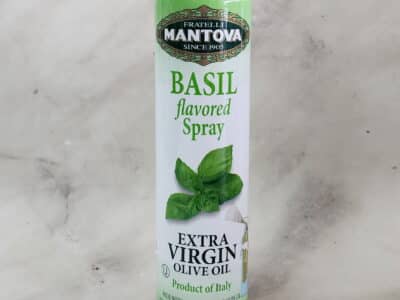 FRATELLI
MANTOVA
SINCE 1905
BASIL
flavored
Spray
EXTRA
VIRGIN
OLIVE OIL
Product of Italy